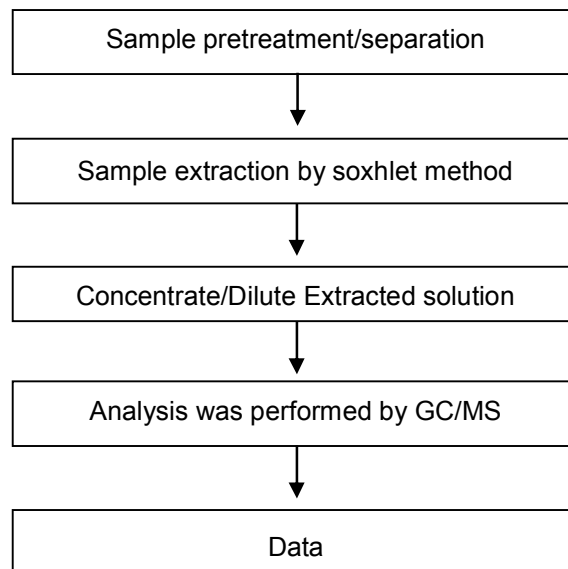 Sample pretreatment/separation
Sample extraction by soxhlet method
Concentrate/Dilute Extracted solution
Analysis was performed by GC/MS
Data